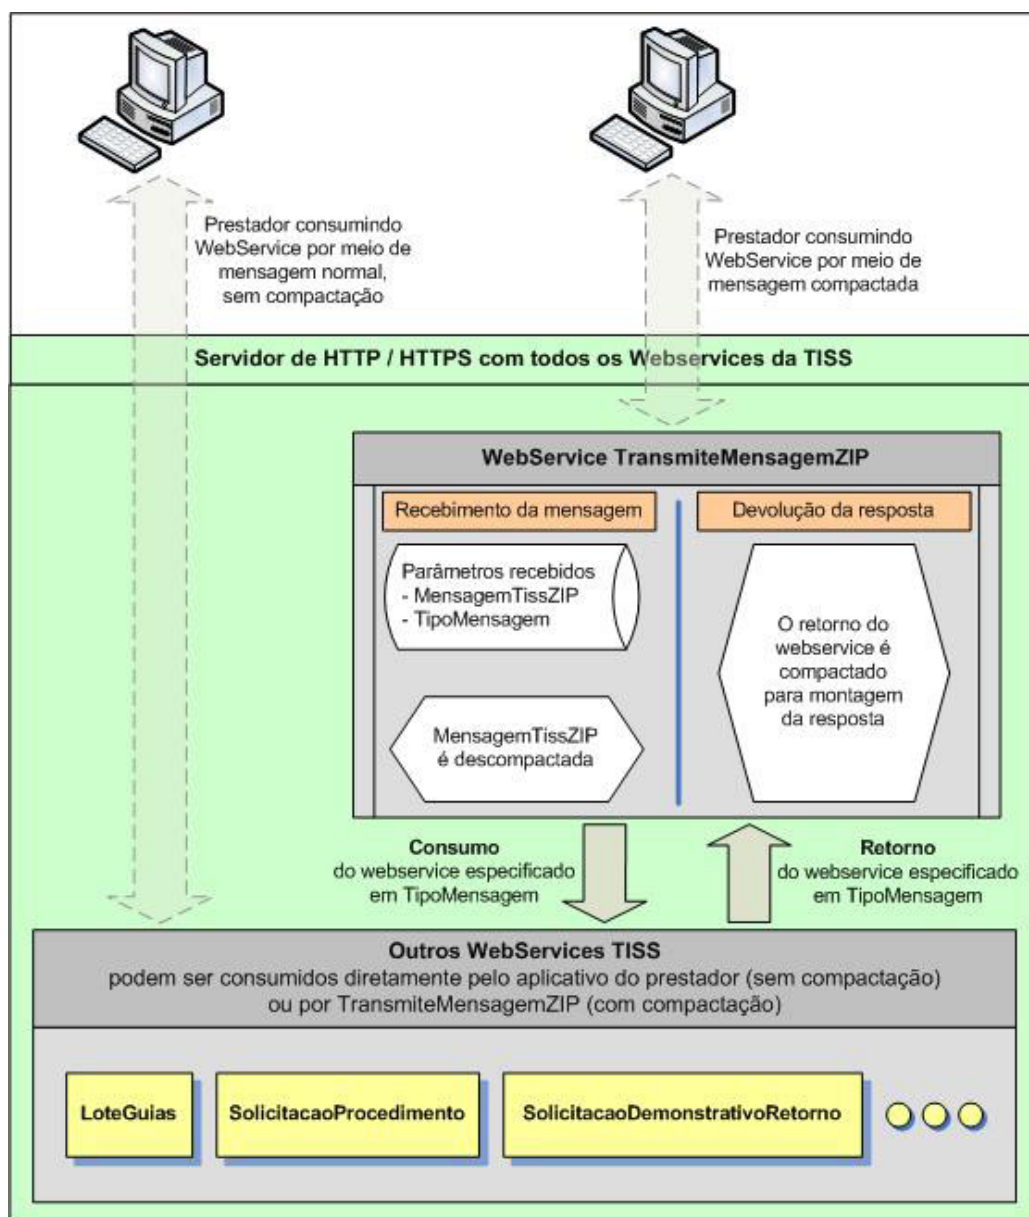 Prestador consumindo
WebService por meio de
mensagem normal,
sem compactação
Prestador consumindo
WebService por meio de
mensagem compactada
Servidor de HTTP / HTTPS com todos os Webservices da TISS
WebService TransmiteMensagemZIP
Recebimento da mensagem
Devolução da resposta
Parâmetros recebidos
- MensagemTissZIP
- TipoMensagem
O retorno do
webservice é
compactado
para montagem
da resposta
MensagemTissZIP
é descompactada
Consumo
do webservice especificado
em TipoMensagem
Retorno
do webservice especificado
em TipoMensagem
Outros WebServices TISS
podem ser consumidos diretamente pelo aplicativo do prestador (sem compactação)
ou por TransmiteMensagemZIP (com compactação)
LoteGuias
SolicitacaoProcedimento
SolicitacaoDemonstrativoRetorno